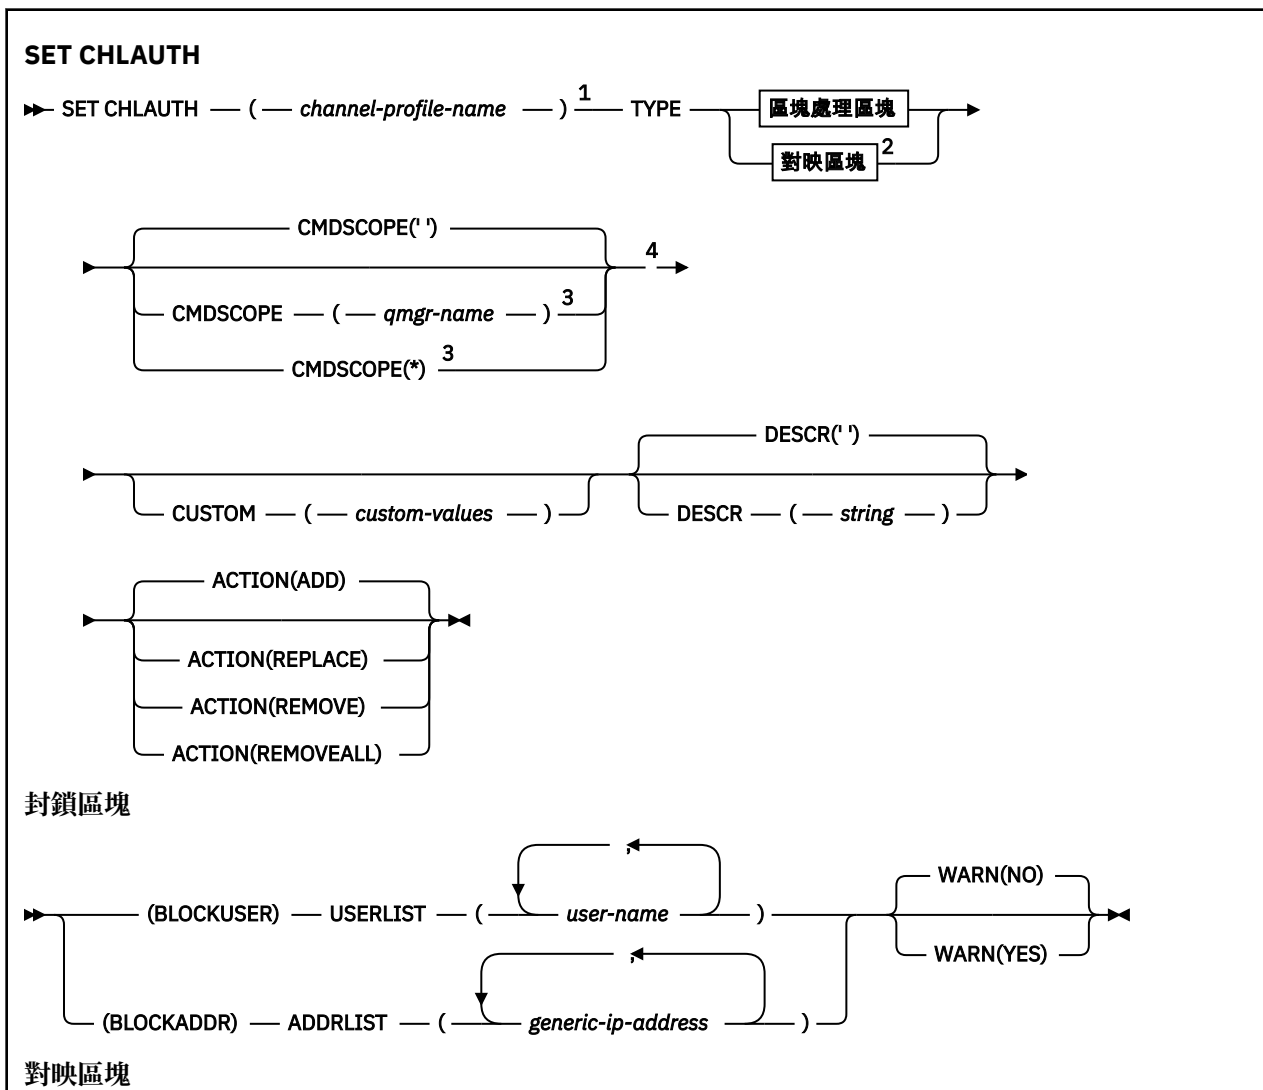 SET CHLAUTH
SET CHLAUTH ( channel-profile-name ) 1 TYPE 區塊處理區塊
對映區塊 2
CMDSCOPE(' ')
4
CMDSCOPE ( qmgr-name ) 3
CMDSCOPE(*) 3
DESCR(' ')
CUSTOM ( custom-values ) DESCR ( string )
ACTION(ADD)
ACTION(REPLACE)
ACTION(REMOVE)
ACTION(REMOVEALL)
封鎖區塊
,
WARN(NO)
(BLOCKUSER) USERLIST ( user-name )
WARN(YES)
,
(BLOCKADDR) ADDRLIST ( generic-ip-address )
對映區塊